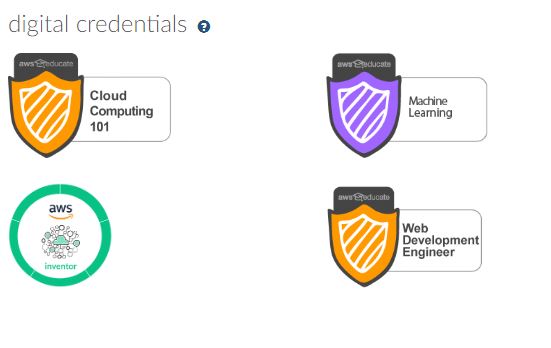 digital credentials ?
aws educate
Cloud
Computing
101
aws educate
Machine
Learning
aws
inventor
aws educate
Web
Development
Engineer